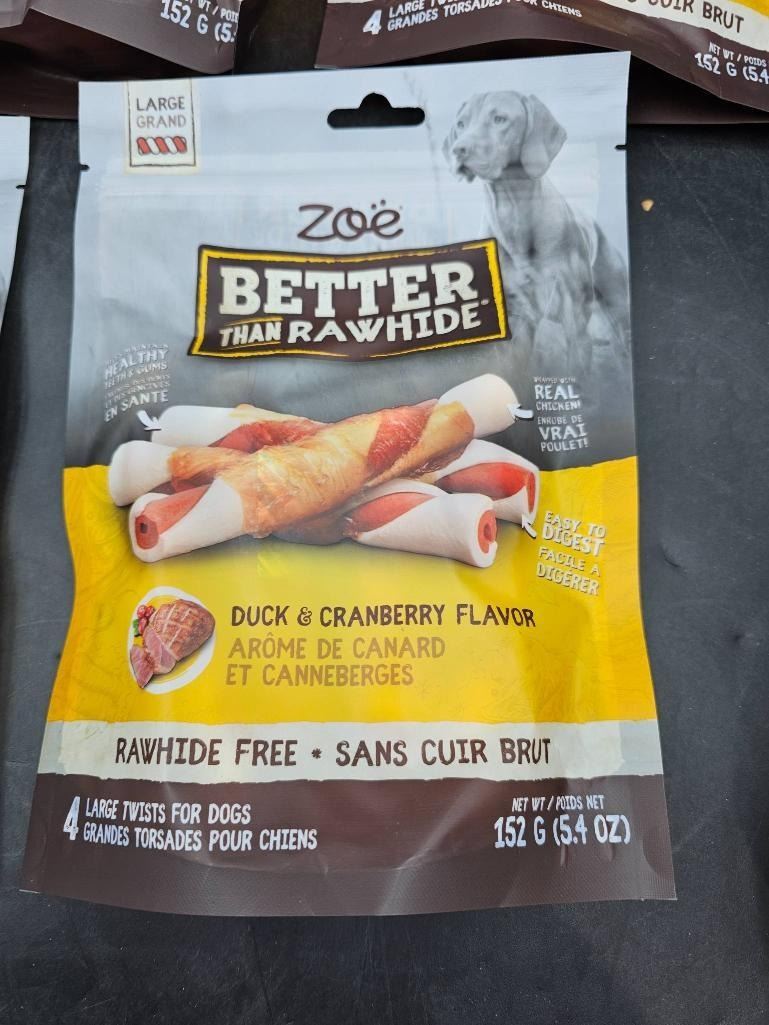 152 G (5.
4 LARGE
GRANDES TORSADES POUR CHIENS
CUIR BRUT
NET WT / POIDS
152 G (5.4
LARGE
GRAND
Zoë
BETTER
THAN RAWHIDE
HEALTHY
TEETH & GUMS
EN SANTÉ
WRAPPED WITH
REAL
CHICKEN!
ENROBÉ DE
VRAI
POULET!
EASY TO
DIGEST
FACILE À
DIGÉRER
DUCK & CRANBERRY FLAVOR
ARÔME DE CANARD
ET CANNEBERGES
RAWHIDE FREE * SANS CUIR BRUT
4 LARGE TWISTS FOR DOGS
GRANDES TORSADES POUR CHIENS
NET WT / POIDS NET
152 G (5.4 OZ)